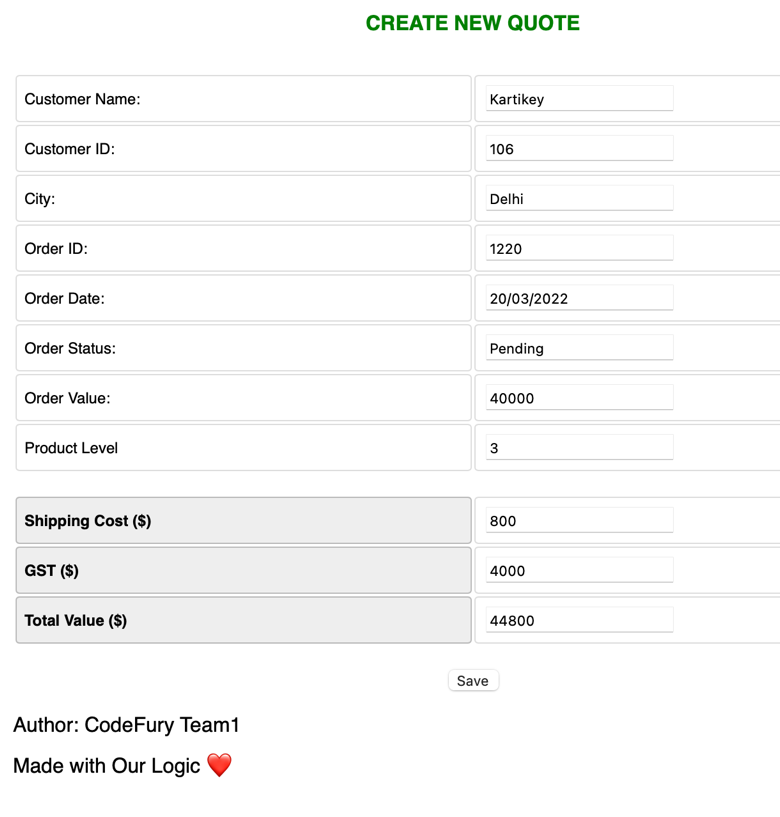 CREATE NEW QUOTE
Customer Name: Kartikey
Customer ID: 106
City: Delhi
Order ID: 1220
Order Date: 20/03/2022
Order Status: Pending
Order Value: 40000
Product Level 3
Shipping Cost ($) 800
GST ($) 4000
Total Value ($) 44800
Save
Author: CodeFury Team1
Made with Our Logic ❤️